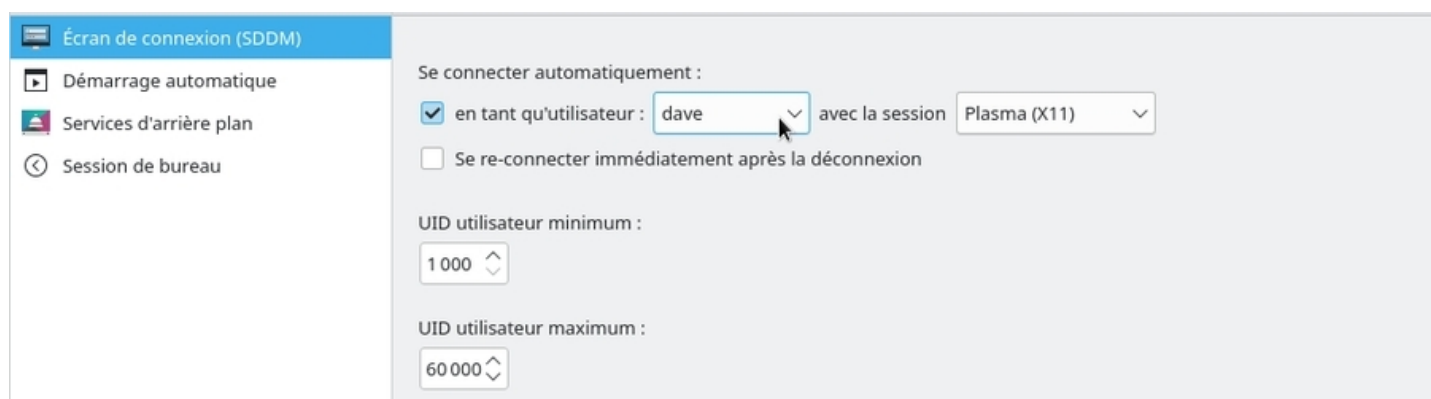 Écran de connexion (SDDM)
Démarrage automatique
Services d'arrière plan
Session de bureau
Se connecter automatiquement :
en tant qu'utilisateur : dave avec la session Plasma (X11)
Se re-connecter immédiatement après la déconnexion
UID utilisateur minimum :
1 000
UID utilisateur maximum :
60 000